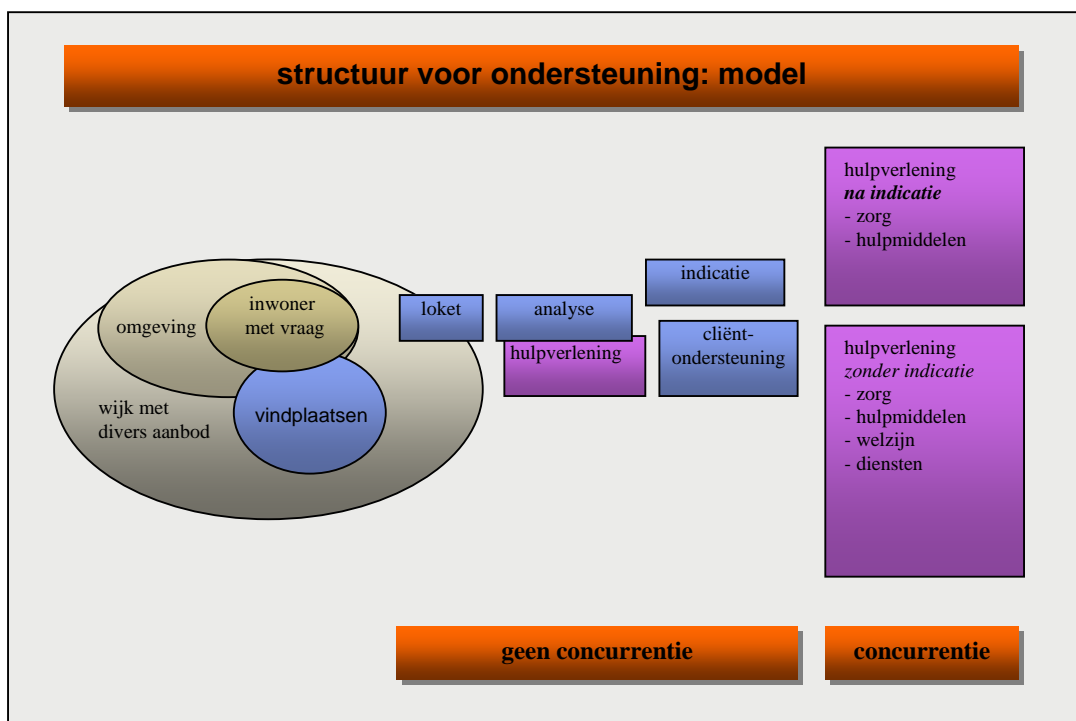 structuur voor ondersteuning: model
hulpverlening
na indicatie
- zorg
- hulpmiddelen
omgeving
inwoner
met vraag
loket
analyse
indicatie
hulpverlening
cliënt-
ondersteuning
wijk met
divers aanbod
vindplaatsen
hulpverlening
zonder indicatie
- zorg
- hulpmiddelen
- welzijn
- diensten
geen concurrentie
concurrentie